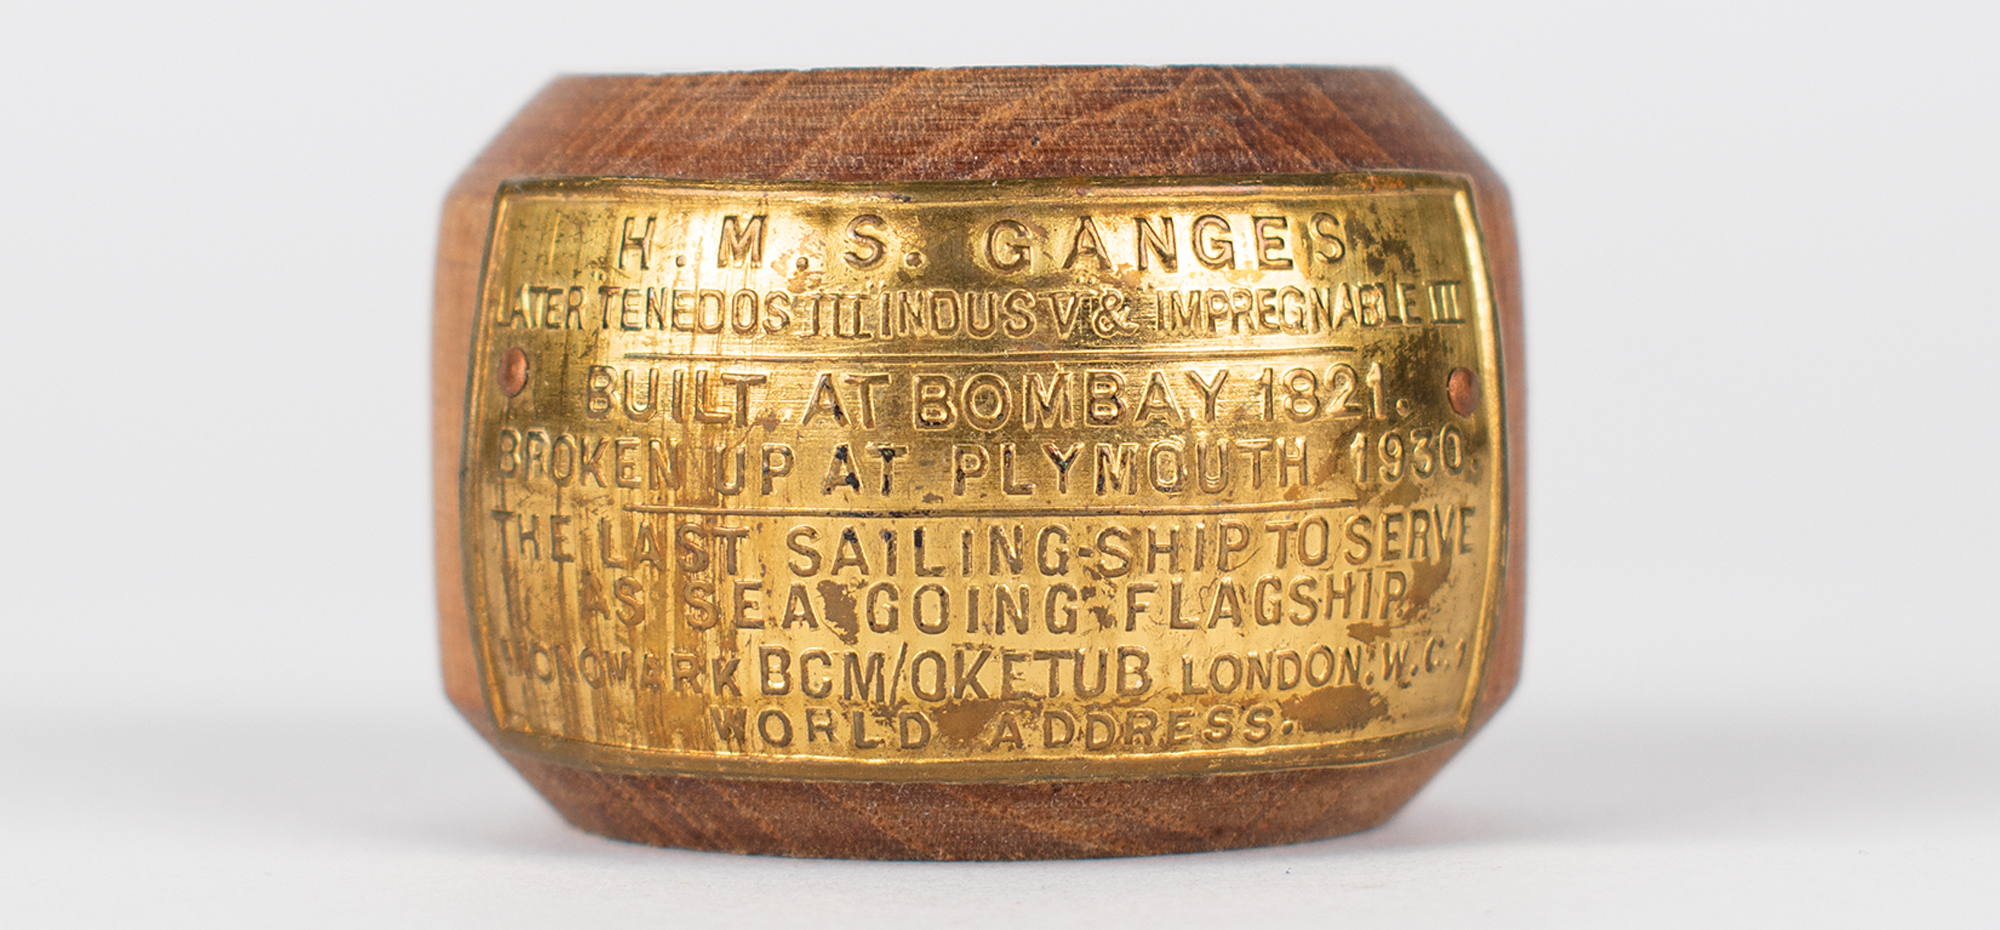 H.M.S. GANGES
LATER TENEDOS III INDUS V & IMPREGNABLE III
BUILT AT BOMBAY 1821.
BROKEN UP AT PLYMOUTH 1930.
THE LAST SAILING-SHIP TO SERVE
AS SEA GOING FLAGSHIP
MONOMARK BCM/OKETUB LONDON.W.C.1
WORLD ADDRESS.